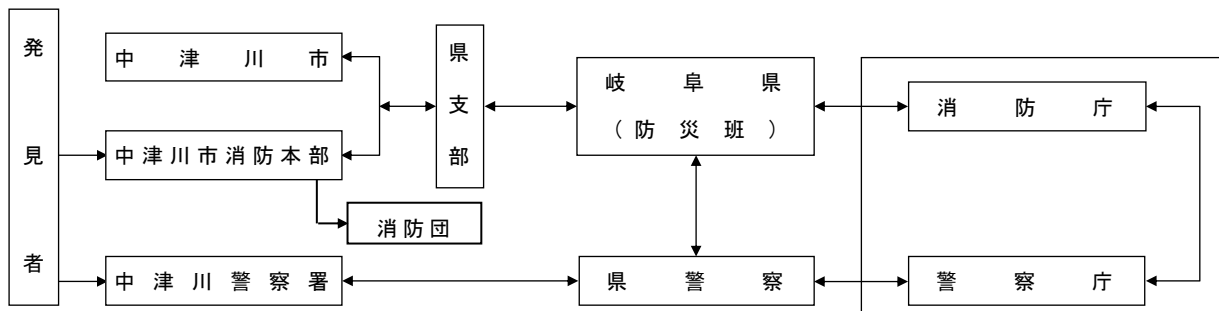 発見者
中津川市
中津川市消防本部
消防団
中津川警察署
県支部
岐阜県
（防災班）
県警察
消防庁
警察庁